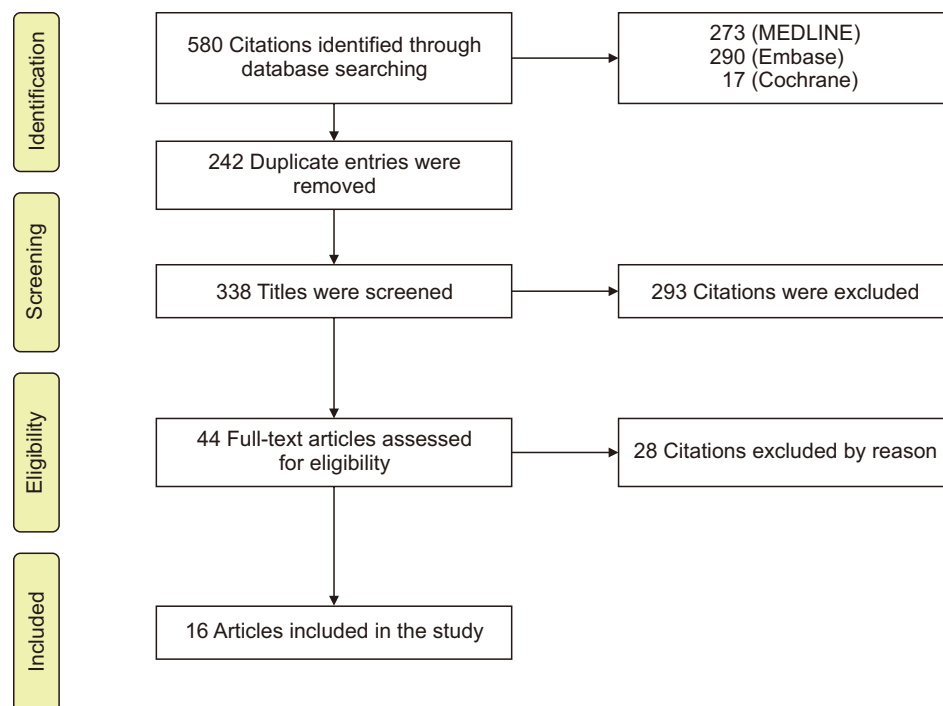 Identification
580 Citations identified through
database searching
273 (MEDLINE)
290 (Embase)
17 (Cochrane)
242 Duplicate entries were
removed
Screening
338 Titles were screened
293 Citations were excluded
Eligibility
44 Full-text articles assessed
for eligibility
28 Citations excluded by reason
Included
16 Articles included in the study